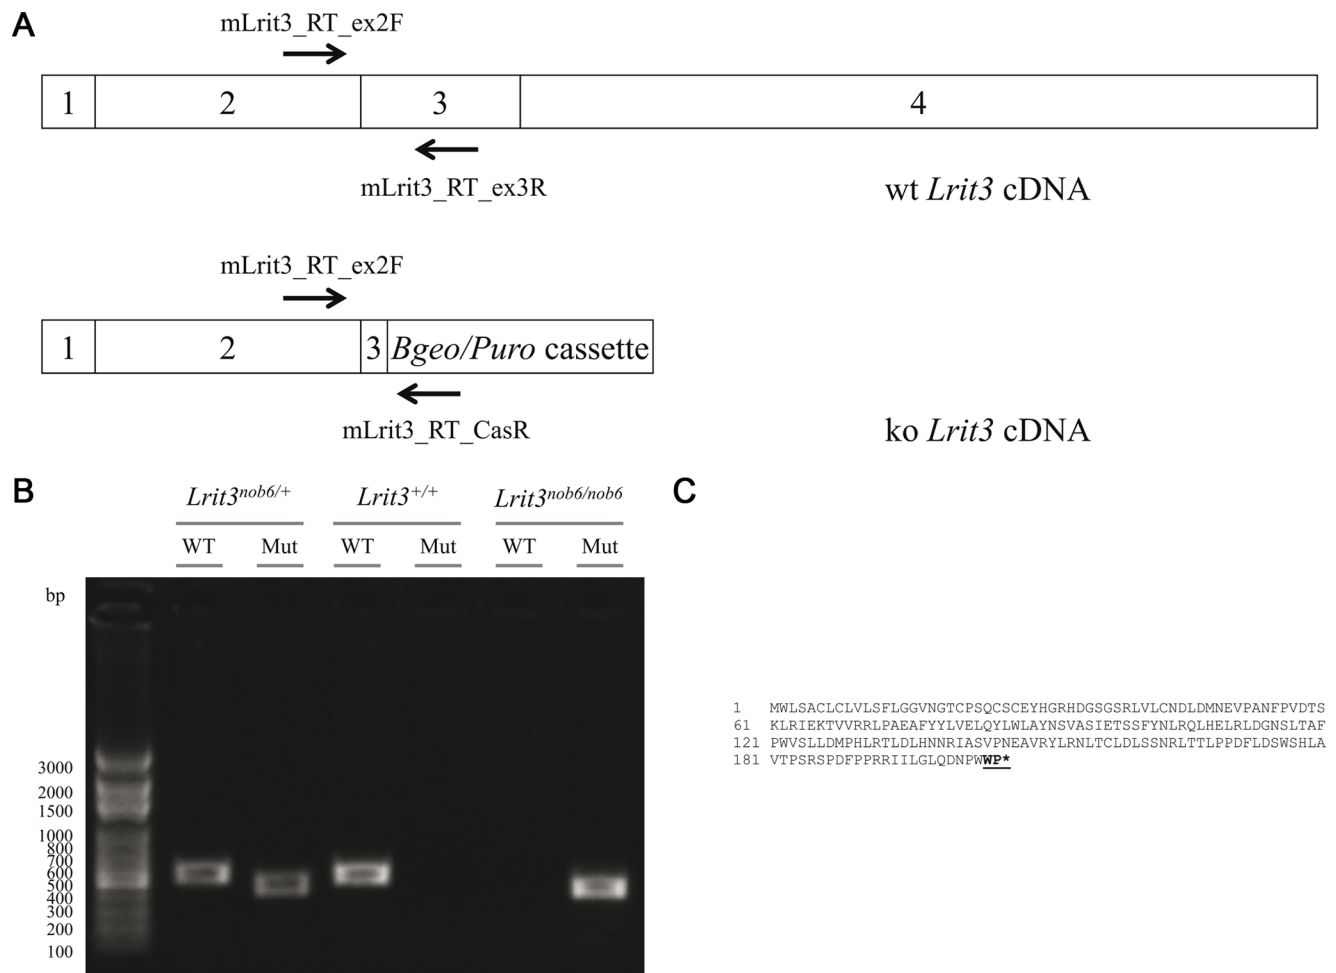 A
mLrit3_RT_ex2F
1 2 3 4
mLrit3_RT_ex3R
wt Lrit3 cDNA
mLrit3_RT_ex2F
1 2 3 Bgeo/Puro cassette
mLrit3_RT_CasR
ko Lrit3 cDNA
B
Lrit3nob6/+ Lrit3+/+ Lrit3nob6/nob6
WT Mut WT Mut WT Mut
bp
3000
2000
1500
1000
800
700
600
500
400
300
200
100
C
1 MWLSACLCLVLSFLGGVNGTCPSQCSCEYHGRHDGSGSRLVLCNDLDMNEVPANFPVDTS
61 KLRIEKTVVRRLPAEAFYYLVELQYLWLAYNSVASIETSSFYNLRQLHELRLDGNSLTAF
121 PWVSLLDMPHLRTLDLHNNRIASVPNEAVRYLRNLTCLDLSSNRLTTLPPDFLDSWSHLA
181 VTPSRSPDFPPRRIILGLQDNPWWP*